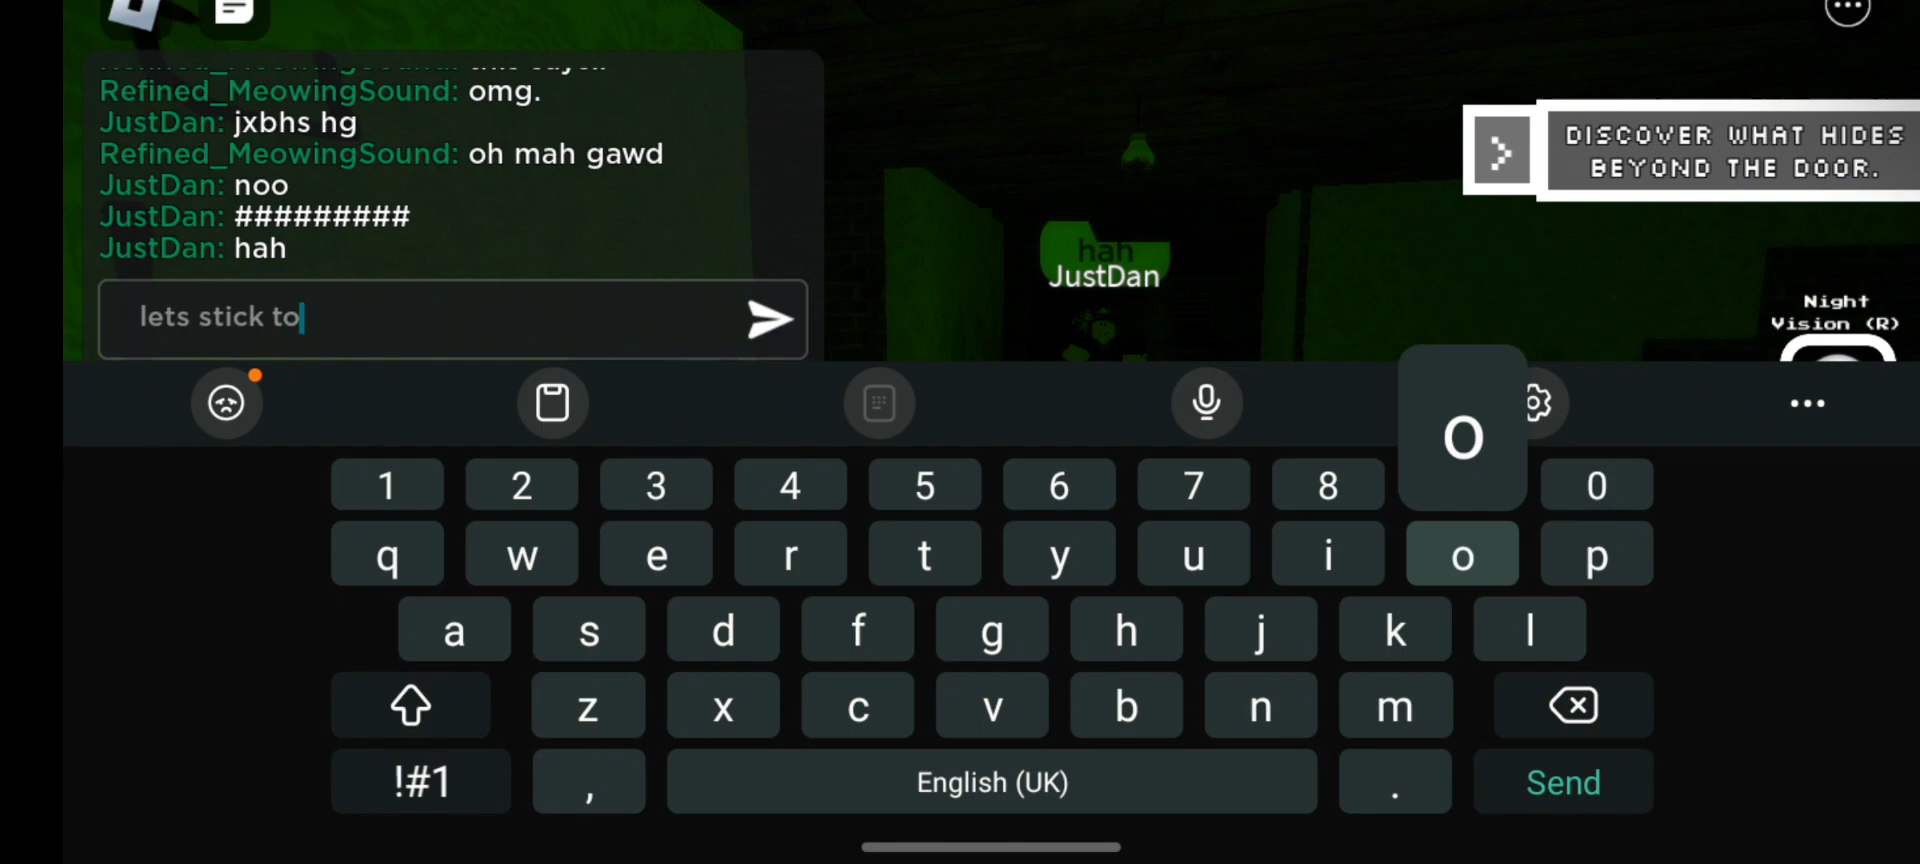 Refined_MeowingSound: omg.
JustDan: jxbhs hg
Refined_MeowingSound: oh mah gawd
JustDan: noo
JustDan: #########
JustDan: hah
lets stick to
hah
JustDan
DISCOVER WHAT HIDES
BEYOND THE DOOR.
Night
Vision (R)
o
1 2 3 4 5 6 7 8 0
q w e r t y u i o p
a s d f g h j k l
z x c v b n m
!#1 , English (UK) . Send